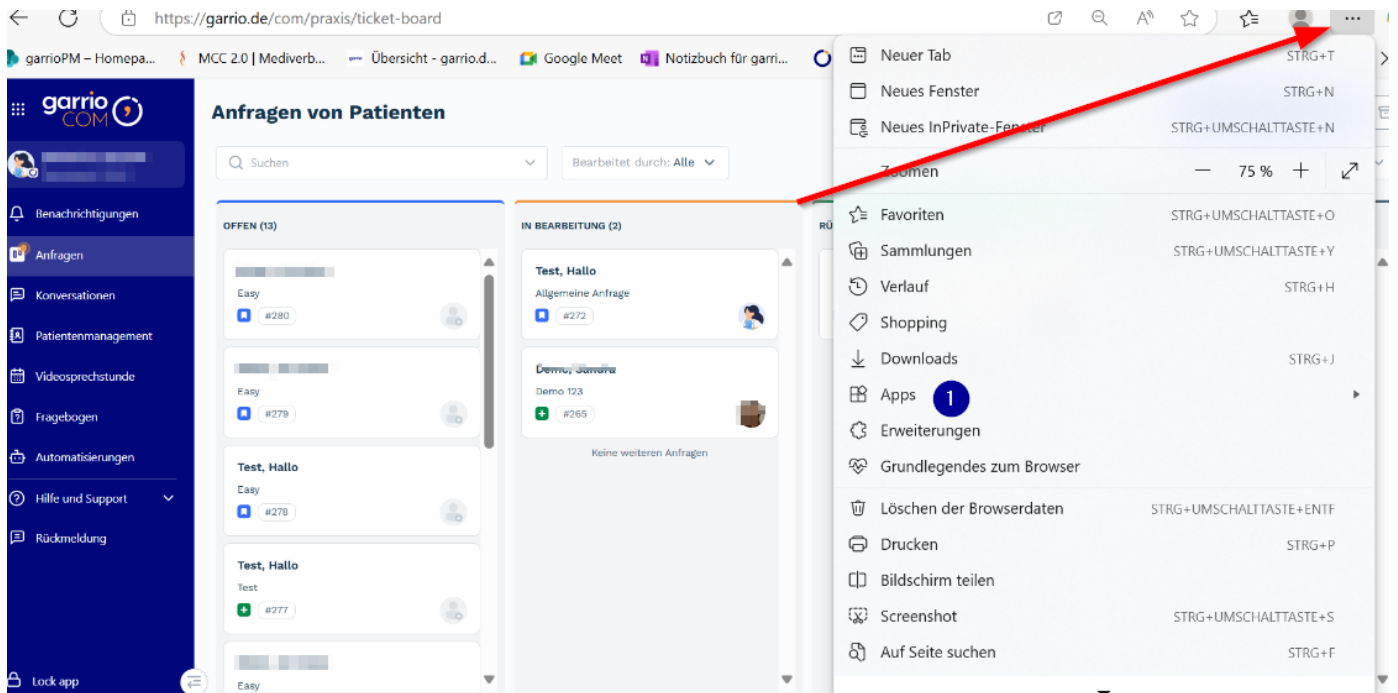 https://garrio.de/com/praxis/ticket-board
garrioPM – Homepa...
MCC 2.0 | Mediverb...
Übersicht - garrio.d...
Google Meet
Notizbuch für garri...
garrio
COM
Benachrichtigungen
Anfragen
Konversationen
Patientenmanagement
Videosprechstunde
Fragebogen
Automatisierungen
Hilfe und Support
Rückmeldung
Lock app
Anfragen von Patienten
Suchen
Bearbeitet durch: Alle
OFFEN (13)
Easy
#280
Easy
#279
Test, Hallo
Easy
#278
Test, Hallo
Test
#277
Easy
IN BEARBEITUNG (2)
Test, Hallo
Allgemeine Anfrage
#272
Demo, Sandra
Demo 123
#265
Keine weiteren Anfragen
RÜ
Neuer Tab STRG+T
Neues Fenster STRG+N
Neues InPrivate-Fenster STRG+UMSCHALTTASTE+N
Zoomen 75 %
Favoriten STRG+UMSCHALTTASTE+O
Sammlungen STRG+UMSCHALTTASTE+Y
Verlauf STRG+H
Shopping
Downloads STRG+J
Apps 1
Erweiterungen
Grundlegendes zum Browser
Löschen der Browserdaten STRG+UMSCHALTTASTE+ENTF
Drucken STRG+P
Bildschirm teilen
Screenshot STRG+UMSCHALTTASTE+S
Auf Seite suchen STRG+F